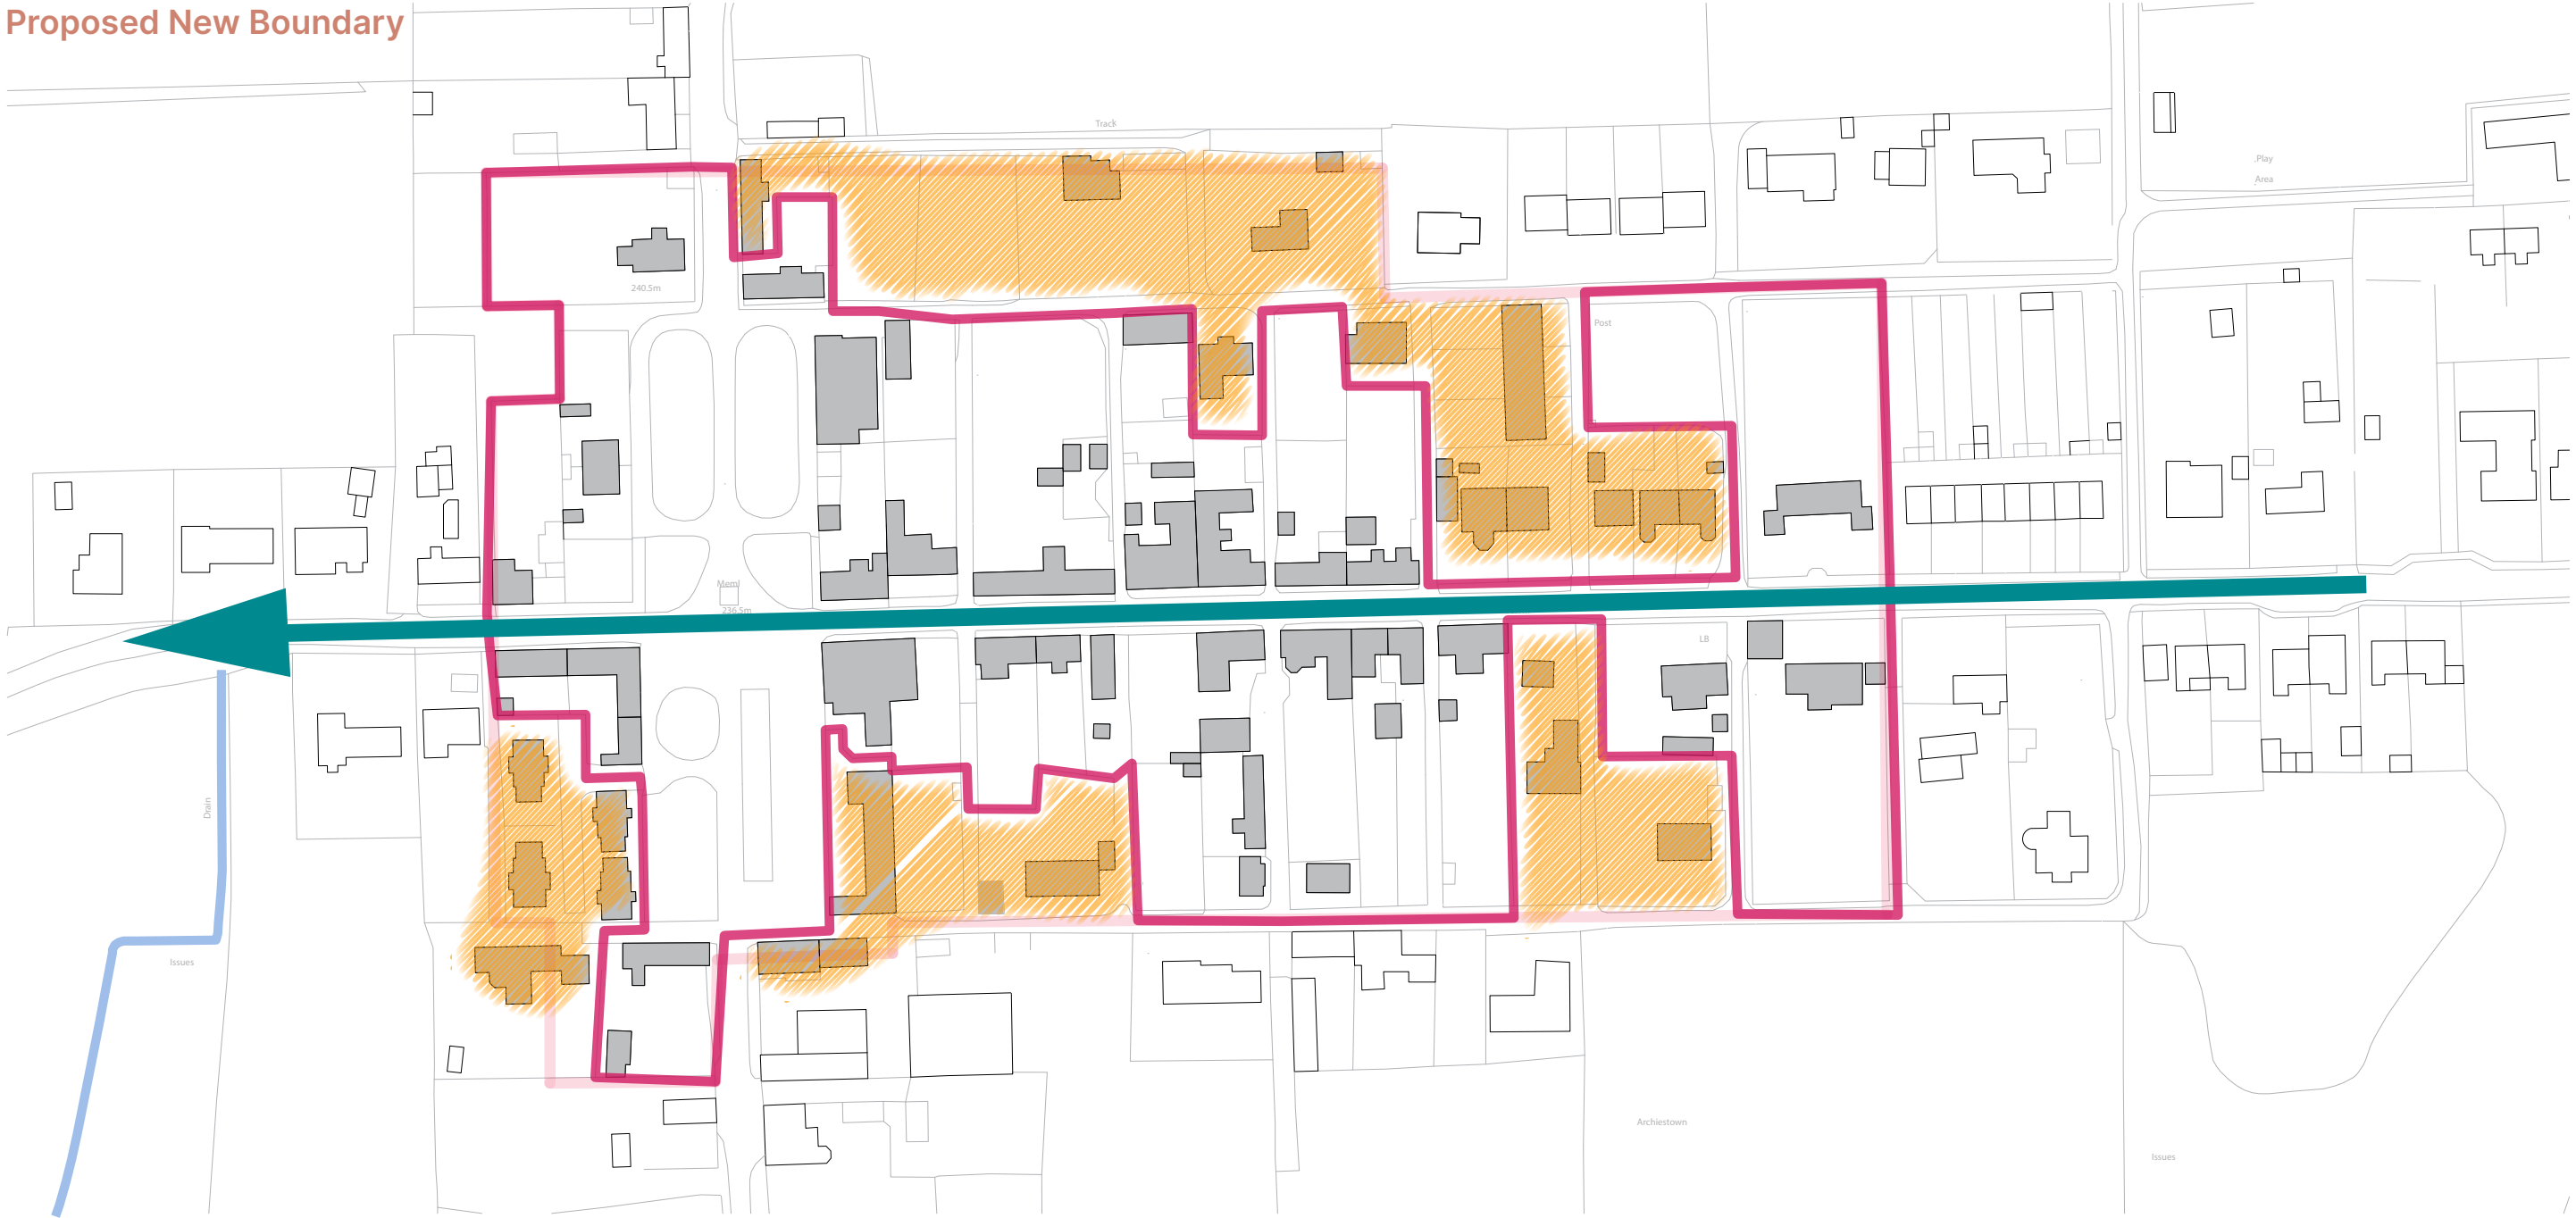 Proposed New Boundary
Track
.Play
Area
240.5m
Post
Meml
236.5m
LB
Drain
Issues
Archiestown
Issues